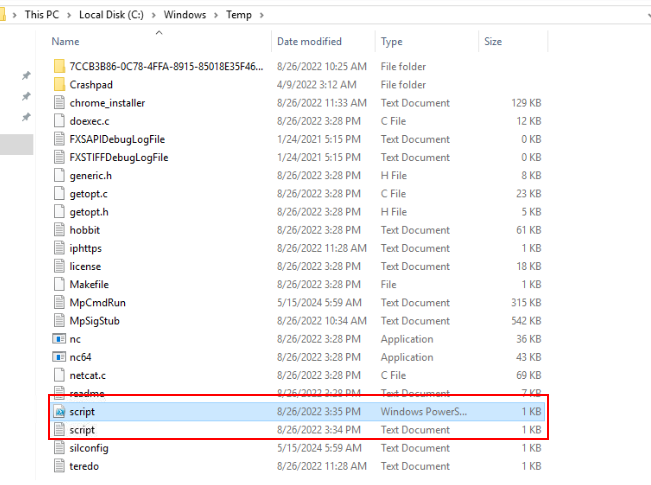 This PC > Local Disk (C:) > Windows > Temp >
Name Date modified Type Size
7CCB3B86-0C78-4FFA-8915-85018E35F46... 8/26/2022 10:25 AM File folder
Crashpad 4/9/2022 3:12 AM File folder
chrome_installer 8/26/2022 11:33 AM Text Document 129 KB
doexec.c 8/26/2022 3:28 PM C File 12 KB
FXSAPIDebugLogFile 1/24/2021 5:15 PM Text Document 0 KB
FXSTIFFDebugLogFile 1/24/2021 5:15 PM Text Document 0 KB
generic.h 8/26/2022 3:28 PM H File 8 KB
getopt.c 8/26/2022 3:28 PM C File 23 KB
getopt.h 8/26/2022 3:28 PM H File 5 KB
hobbit 8/26/2022 3:28 PM Text Document 61 KB
iphttps 8/26/2022 11:28 AM Text Document 1 KB
license 8/26/2022 3:28 PM Text Document 18 KB
Makefile 8/26/2022 3:28 PM File 1 KB
MpCmdRun 5/15/2024 5:59 AM Text Document 315 KB
MpSigStub 8/26/2022 10:34 AM Text Document 542 KB
nc 8/26/2022 3:28 PM Application 36 KB
nc64 8/26/2022 3:28 PM Application 43 KB
netcat.c 8/26/2022 3:28 PM C File 69 KB
readme 8/26/2022 3:28 PM Text Document 7 KB
script 8/26/2022 3:35 PM Windows PowerS... 1 KB
script 8/26/2022 3:34 PM Text Document 1 KB
silconfig 5/15/2024 5:59 AM Text Document 1 KB
teredo 8/26/2022 11:28 AM Text Document 1 KB